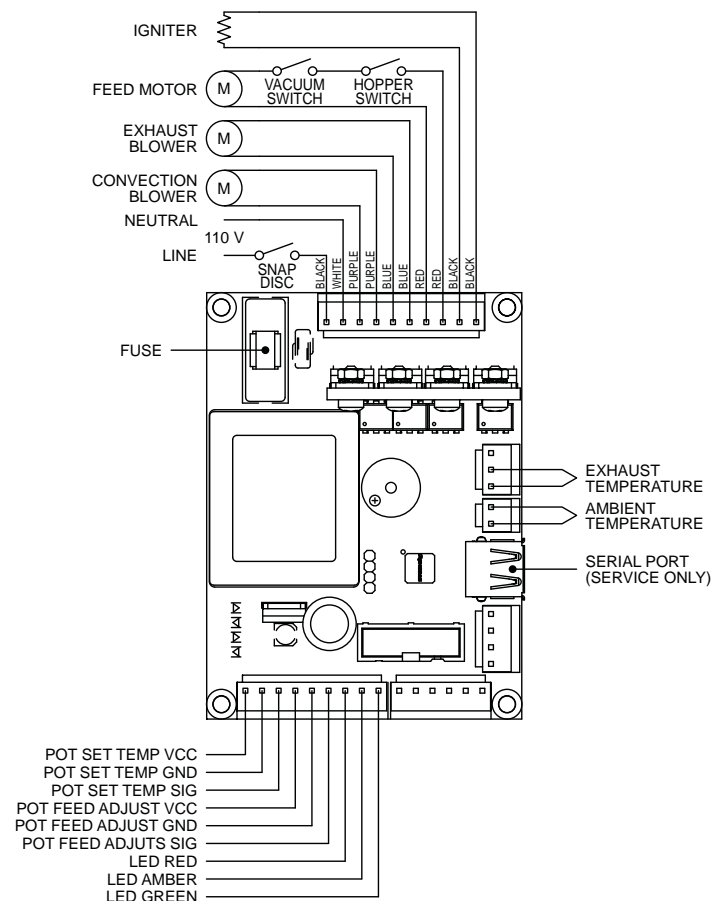 IGNITER
FEED MOTOR
M
VACUUM
SWITCH
HOPPER
SWITCH
EXHAUST
BLOWER
M
CONVECTION
BLOWER
M
NEUTRAL
110 V
LINE
SNAP
DISC
BLACK
WHITE
PURPLE
PURPLE
BLUE
BLUE
RED
RED
BLACK
BLACK
FUSE
EXHAUST
TEMPERATURE
AMBIENT
TEMPERATURE
SERIAL PORT
(SERVICE ONLY)
POT SET TEMP VCC
POT SET TEMP GND
POT SET TEMP SIG
POT FEED ADJUST VCC
POT FEED ADJUST GND
POT FEED ADJUTS SIG
LED RED
LED AMBER
LED GREEN